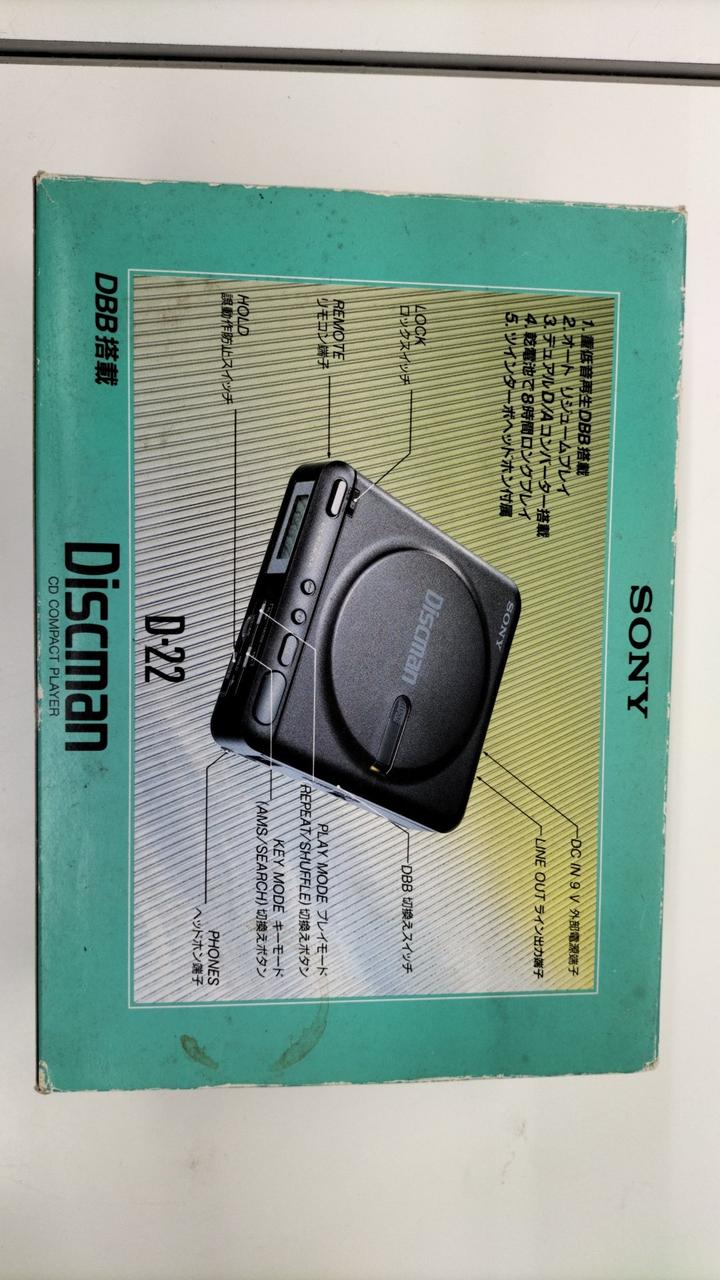 SONY
1. 重低音再生DBB搭載
2. オート リジュームプレイ
3. デュアルD/Aコンバーター搭載
4. 乾電池で8時間ロングプレイ
5. ツインターボヘッドホン付属
DC IN 9 V 外部電源端子
LINE OUT ライン出力端子
LOCK
ロックスイッチ
SONY
Discman
REMOTE
リモコン端子
DBB 切換えスイッチ
HOLD
誤動作防止スイッチ
PLAY MODE プレイモード
(REPEAT/SHUFFLE) 切換えボタン
KEY MODE キーモード
(AMS/SEARCH) 切換えボタン
PHONES
ヘッドホン端子
D-22
DBB搭載
Discman
CD COMPACT PLAYER